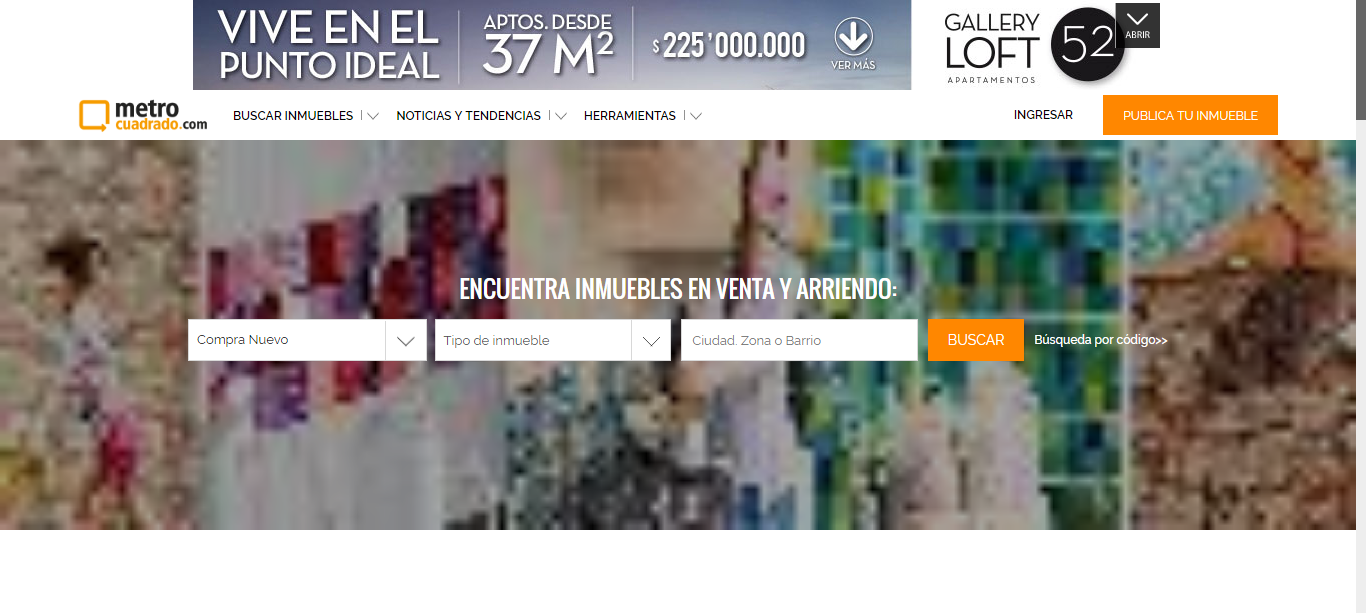 VIVE EN EL
PUNTO IDEAL
APTOS. DESDE
37 M²
$225'000.000
VER MÁS
GALLERY
LOFT
APARTAMENTOS
52
ABRIR
metro
cuadrado.com
BUSCAR INMUEBLES
NOTICIAS Y TENDENCIAS
HERRAMIENTAS
INGRESAR
PUBLICA TU INMUEBLE
ENCUENTRA INMUEBLES EN VENTA Y ARRIENDO:
Compra Nuevo
Tipo de inmueble
Ciudad. Zona o Barrio
BUSCAR
Búsqueda por código>>